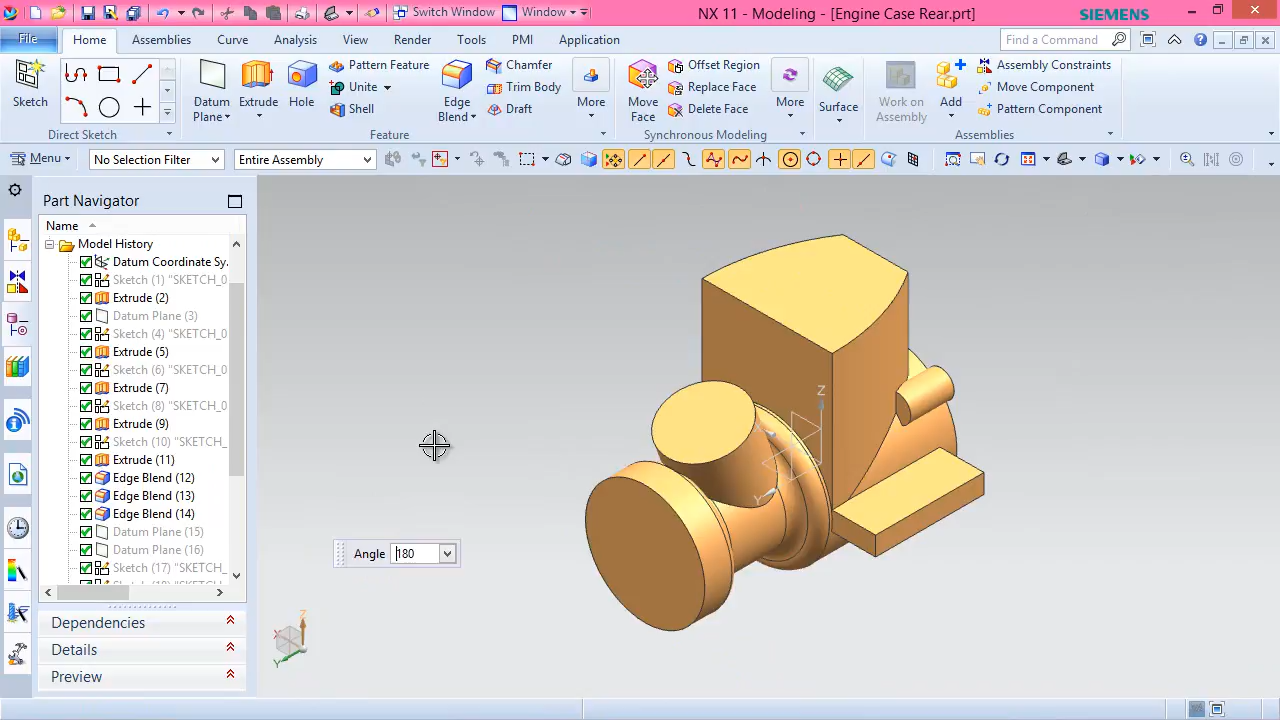 Switch Window Window NX 11 - Modeling - [Engine Case Rear.prt] SIEMENS
File Home Assemblies Curve Analysis View Render Tools PMI Application Find a Command
Sketch Datum Plane Extrude Hole Pattern Feature Unite Shell Edge Blend Chamfer Trim Body Draft More Move Face Offset Region Replace Face Delete Face More Surface Work on Assembly Add Assembly Constraints Move Component Pattern Component
Direct Sketch Feature Synchronous Modeling Assemblies
Menu No Selection Filter Entire Assembly
Part Navigator
Name
Model History
Datum Coordinate Sy.
Sketch (1) "SKETCH_0
Extrude (2)
Datum Plane (3)
Sketch (4) "SKETCH_0
Extrude (5)
Sketch (6) "SKETCH_0
Extrude (7)
Sketch (8) "SKETCH_0
Extrude (9)
Sketch (10) "SKETCH_
Extrude (11)
Edge Blend (12)
Edge Blend (13)
Edge Blend (14)
Datum Plane (15)
Datum Plane (16)
Sketch (17) "SKETCH_
Dependencies
Details
Preview
Angle 180
Z
X
Y
Z
X
Y